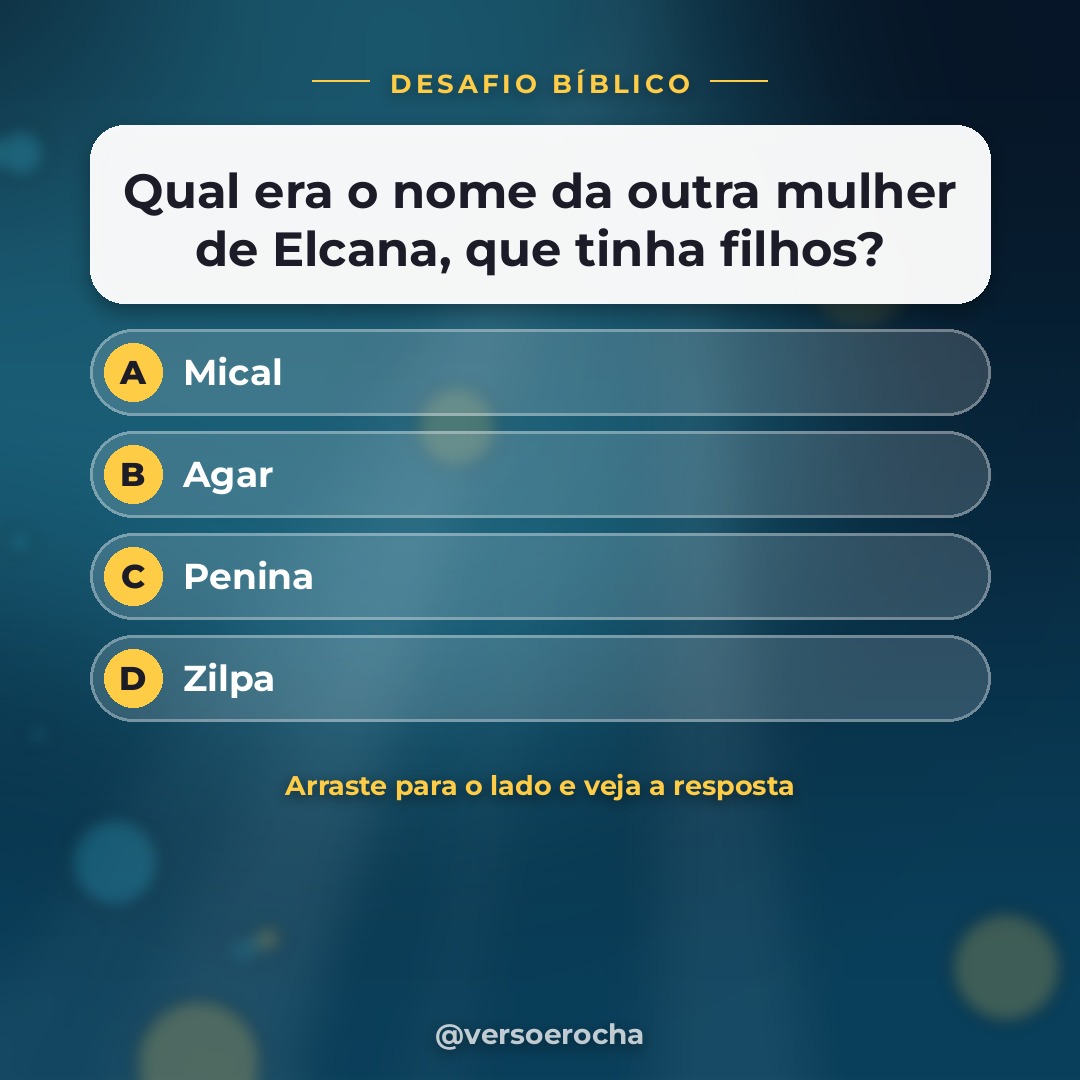 DESAFIO BÍBLICO
Qual era o nome da outra mulher
de Elcana, que tinha filhos?
A Mical
B Agar
C Penina
D Zilpa
Arraste para o lado e veja a resposta
@versoerocha